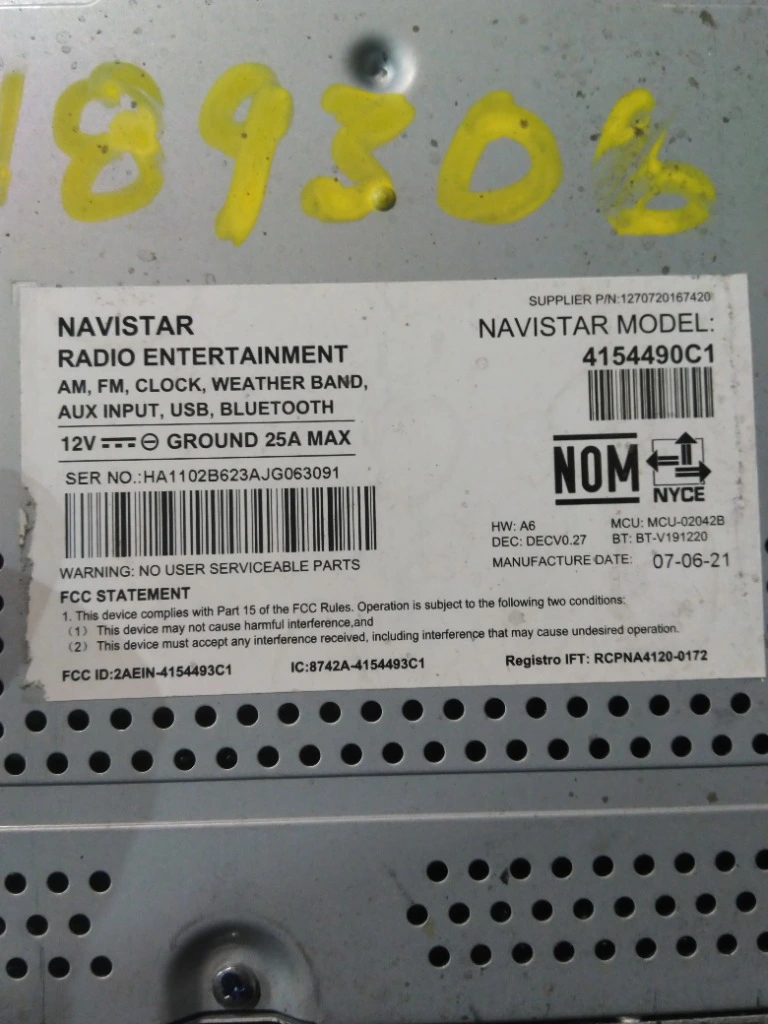 189306
SUPPLIER P/N:1270720167420
NAVISTAR
NAVISTAR MODEL:
RADIO ENTERTAINMENT
4154490C1
AM, FM, CLOCK, WEATHER BAND,
AUX INPUT, USB, BLUETOOTH
12V GROUND 25A MAX
NOM
NYCE
SER NO.:HA1102B623AJG063091
HW: A6 MCU: MCU-02042B
DEC: DECV0.27 BT: BT-V191220
MANUFACTURE DATE: 07-06-21
WARNING: NO USER SERVICEABLE PARTS
FCC STATEMENT
1. This device complies with Part 15 of the FCC Rules. Operation is subject to the following two conditions:
(1) This device may not cause harmful interference,and
(2) This device must accept any interference received, including interference that may cause undesired operation.
FCC ID:2AEIN-4154493C1 IC:8742A-4154493C1 Registro IFT: RCPNA4120-0172